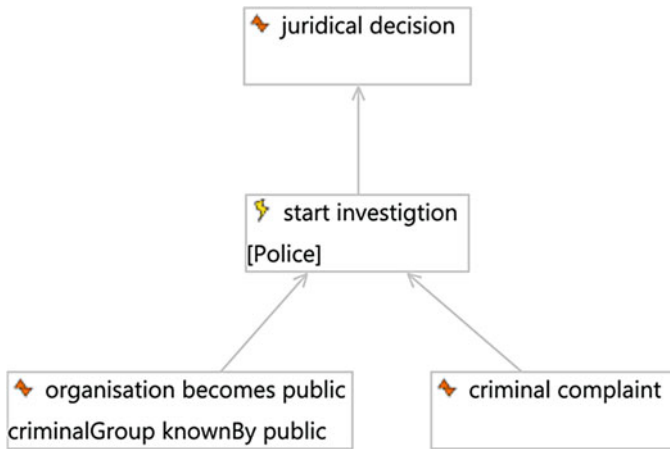 juridical decision
start investigtion
[Police]
organisation becomes public
criminalGroup knownBy public
criminal complaint